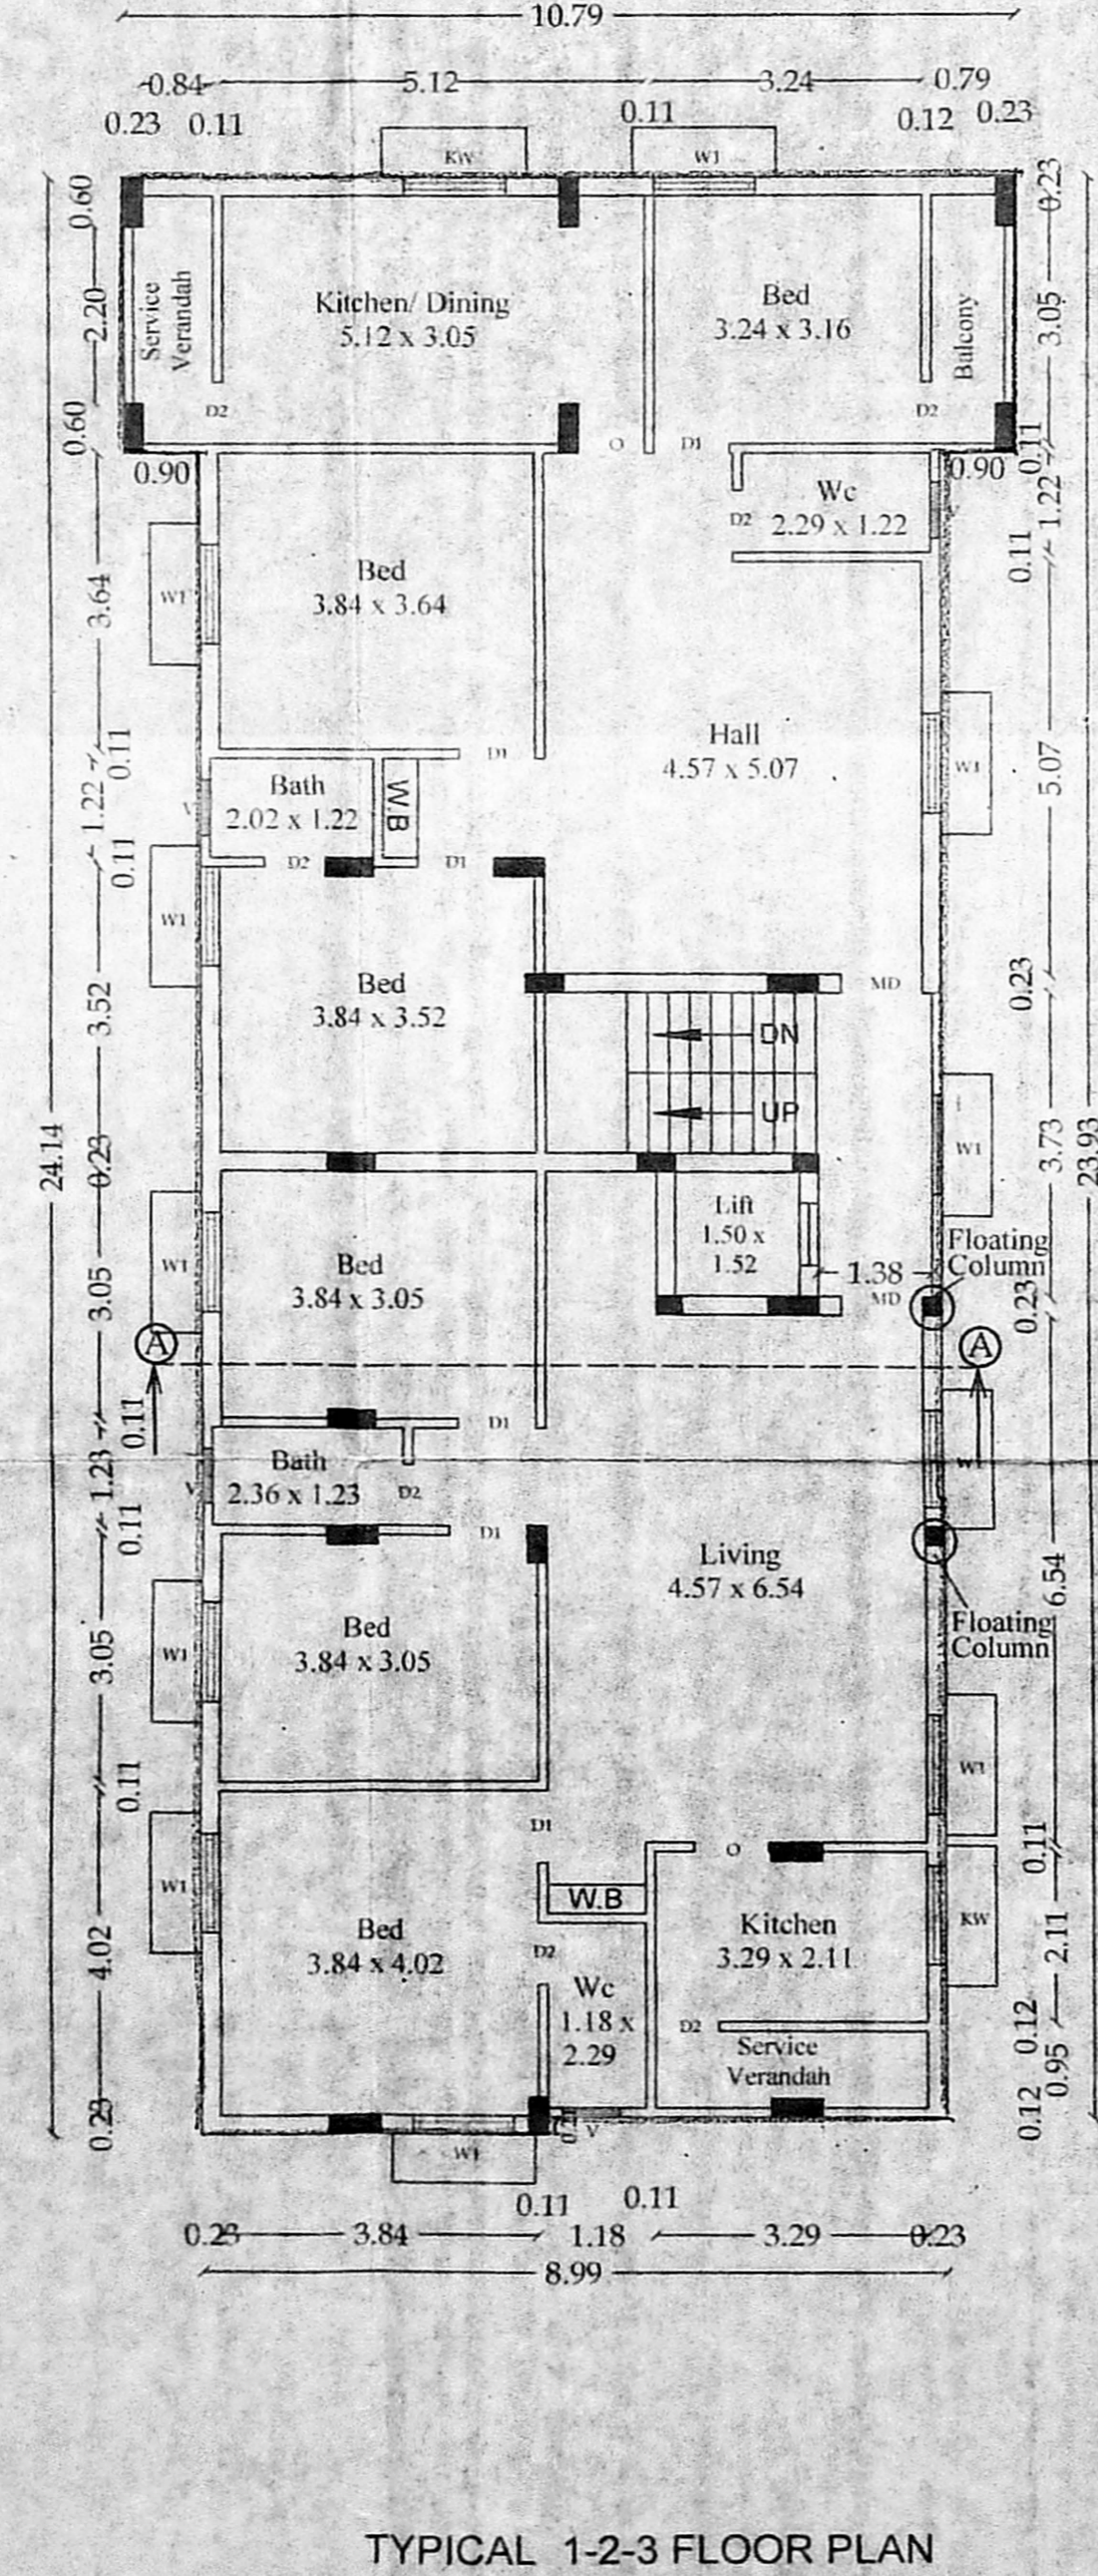 10.79
0.84 5.12 3.24 0.79
0.23 0.11 0.11 0.12 0.23
KW W1
0.60 0.23
Kitchen/ Dining
5.12 x 3.05
Bed
3.24 x 3.16
Service
Verandah
Balcony
2.20 3.05
D2 D2
0.60 O D1 0.11
0.90 0.90
Wc
2.29 x 1.22
D2 V 1.22
0.11
Bed
3.84 x 3.64
W1 3.64
Hall
4.57 x 5.07
W1 5.07
0.11 D1
Bath
2.02 x 1.22
W.B
V 1.22
0.11 D2 D1
W1
Bed
3.84 x 3.52
3.52
MD 0.23
DN
UP
24.14 0.23
W1 3.73 23.93
Lift
1.50 x
1.52
1.38
Floating
Column
MD 0.23
Bed
3.84 x 3.05
W1 3.05
A A
0.11 D1
Bath
2.36 x 1.23
D2 V 1.23
W1
0.11 D1
Living
4.57 x 6.54
6.54
Floating
Column
Bed
3.84 x 3.05
W1 3.05
W1
0.11 D1
O 0.11
W1
W.B
Bed
3.84 x 4.02
4.02
Kitchen
3.29 x 2.11
KW 2.11
D2
Wc
1.18 x
2.29
D2 0.12
Service
Verandah
0.95
0.23 0.12
W1 V
0.11 0.11
0.23 3.84 1.18 3.29 0.23
8.99
TYPICAL 1-2-3 FLOOR PLAN